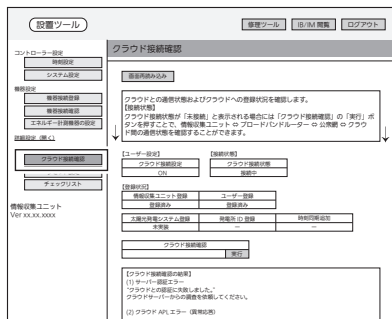 設置ツール
修理ツール
IB/IM 閲覧
ログアウト
コントローラー設定
時刻設定
システム設定
機器設定
機器接続登録
機器接続確認
エネルギー計測機器の設定
詳細設定（開く）
クラウド接続確認
チェックリスト
情報収集ユニット
Ver xx.xx.xxxx
クラウド接続確認
画面再読み込み
クラウドとの通信状態およびクラウドへの登録状況を確認します。
【接続状態】
クラウド接続状態が「未接続」と表示される場合には「クラウド接続確認」の「実行」ボ
タンを押すことで、情報収集ユニット ⇔ ブロードバンドルーター ⇔ 公衆網 ⇔ クラウ
ド間の通信状態を確認することができます。
【ユーザー設定】 【接続状態】
クラウド接続設定 クラウド接続状態
ON 接続中
【登録状況】
情報収集ユニット登録 ユーザー登録
登録済み 登録済み
太陽光発電システム登録 発電所 ID 登録 時刻同期追加
未実施 ー ー
クラウド接続確認
実行
【クラウド接続確認の結果】
(1) サーバー認証エラー
"クラウドとの認証に失敗しました。"
クラウドサーバーからの調査を依頼してください。
(2) クラウド API エラー（異常応答）